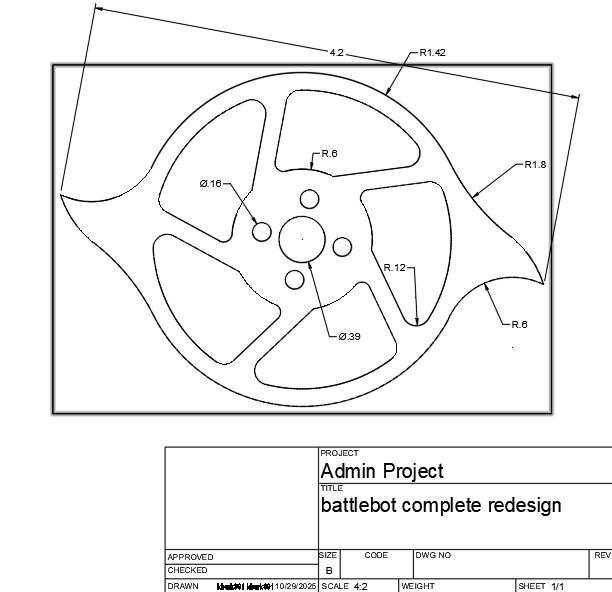 4.2
R1.42
R1.8
R.6
Ø.16
R.12
Ø.39
R.6
PROJECT
Admin Project
TITLE
battlebot complete redesign
APPROVED
SIZE CODE DWG NO REV
CHECKED
B
DRAWN 10/29/2025 SCALE 4:2 WEIGHT SHEET 1/1